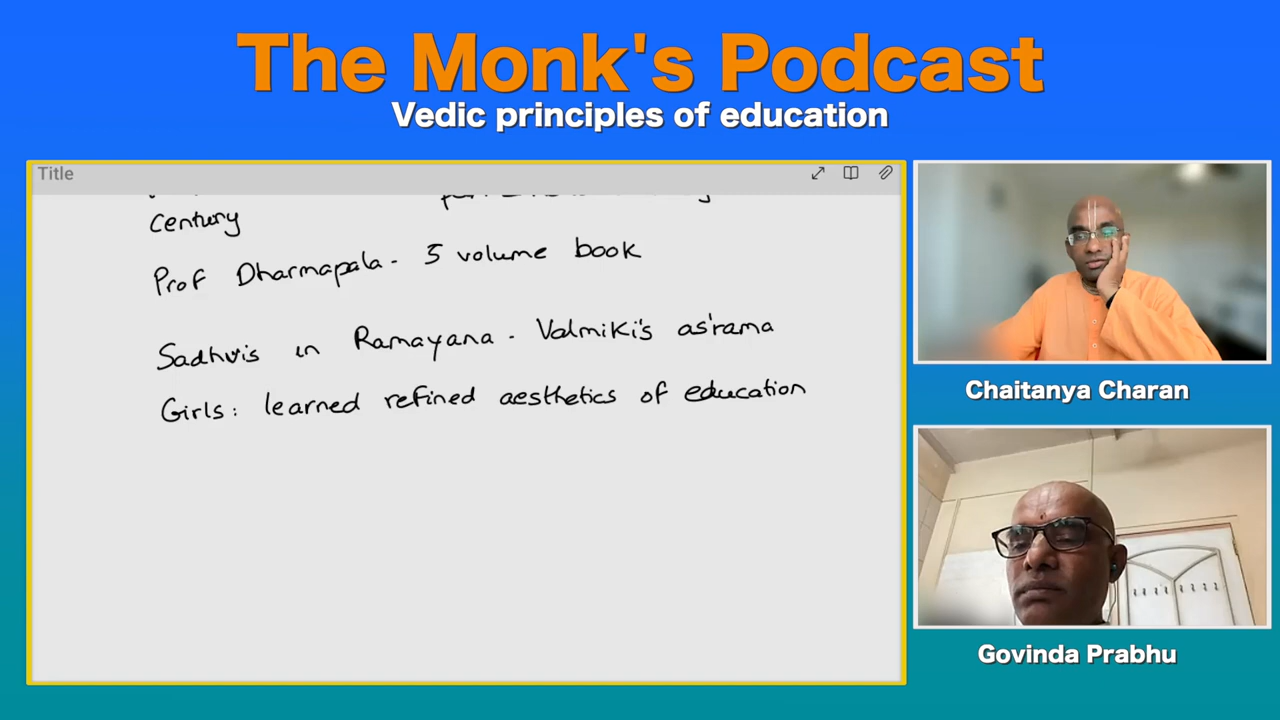 The Monk's Podcast
Vedic principles of education
Title
century
Prof Dharmapala - 5 volume book
Sadhvis in Ramayana - Valmiki's as'rama
Girls: learned refined aesthetics of education
Chaitanya Charan
Govinda Prabhu